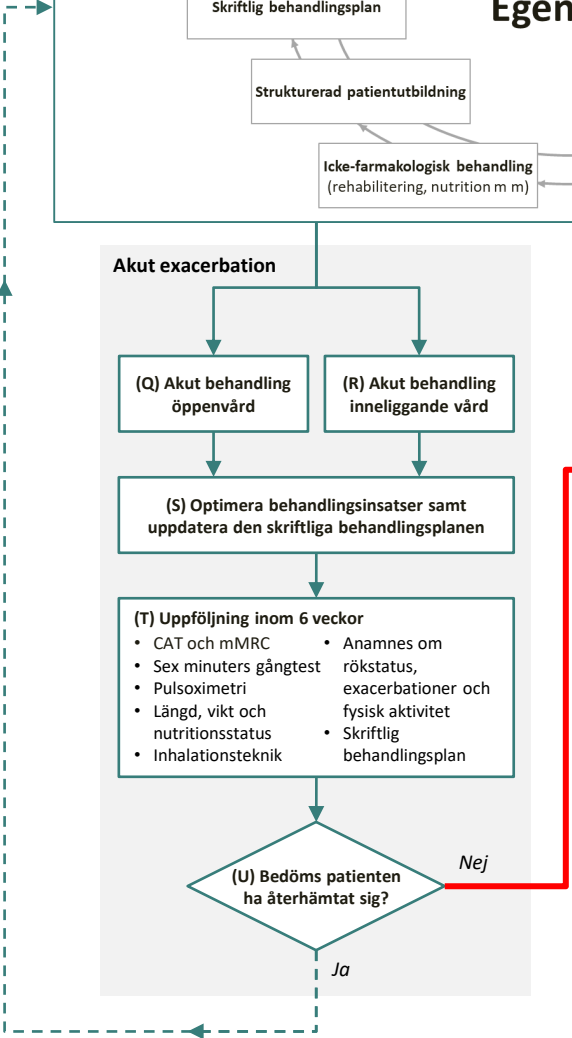 Skriftlig behandlingsplan
Egen
Strukturerad patientutbildning
Icke-farmakologisk behandling
(rehabilitering, nutrition m m)
Akut exacerbation
(Q) Akut behandling
öppenvård
(R) Akut behandling
inneliggande vård
(S) Optimera behandlingsinsatser samt
uppdatera den skriftliga behandlingsplanen
(T) Uppföljning inom 6 veckor
• CAT och mMRC
• Sex minuters gångtest
• Pulsoximetri
• Längd, vikt och
nutritionsstatus
• Inhalationsteknik
• Anamnes om
rökstatus,
exacerbationer och
fysisk aktivitet
• Skriftlig
behandlingsplan
(U) Bedöms patienten
ha återhämtat sig?
Nej
Ja